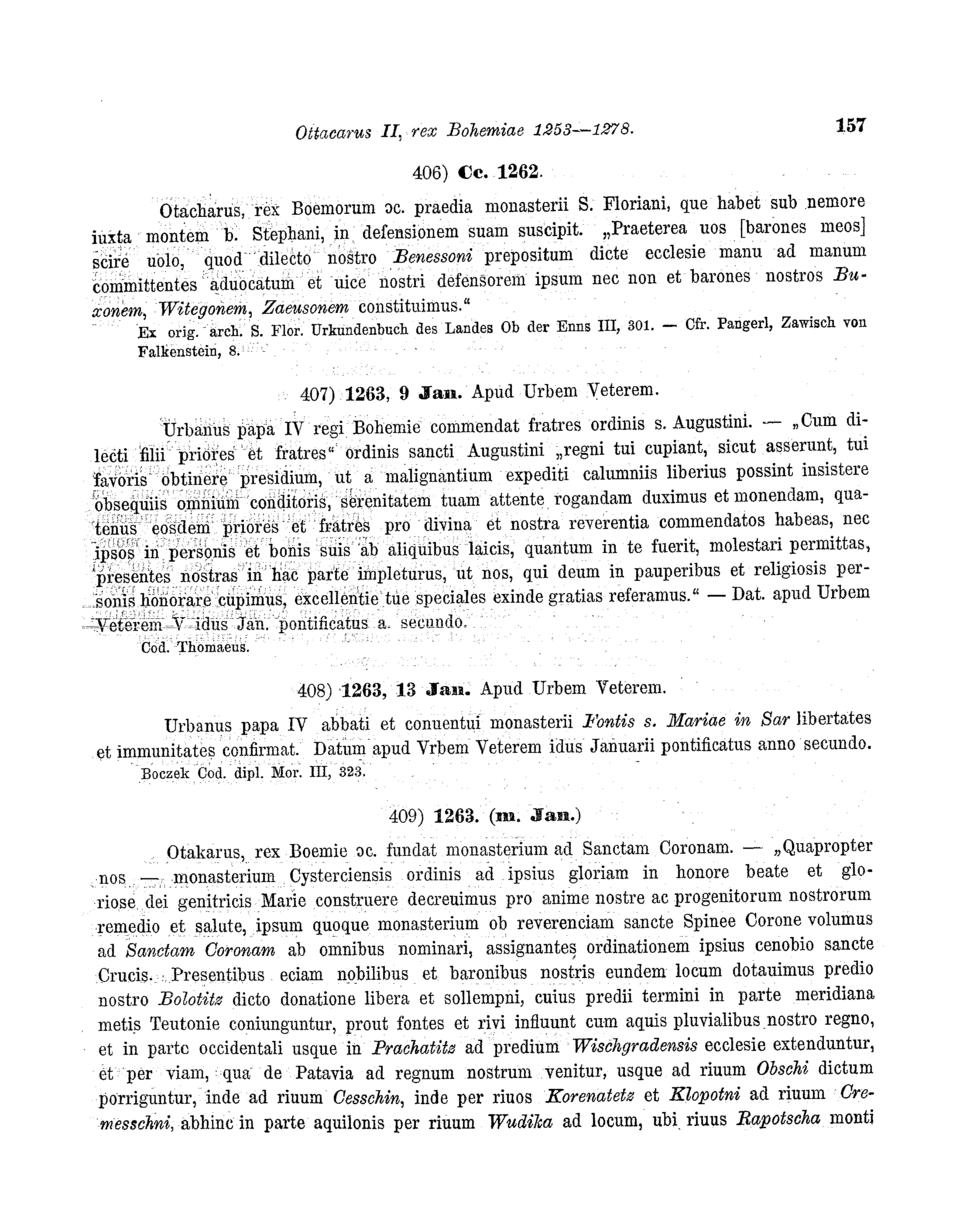 Ottacarus II, rex Bohemiae 1253—1278.
157
406) Cc. 1262.
Otacharus, rex Boemorum ɔc. praedia monasterii S. Floriani, que habet sub nemore
iuxta montem b. Stephani, in defensionem suam suscipit. „Praeterea uos [barones meos]
scire uolo, quod dilecto nostro Benessoni prepositum dicte ecclesie manu ad manum
committentes aduocatum et uice nostri defensorem ipsum nec non et barones nostros Bu-
xonem, Witegonem, Zaeusonem constituimus.“
Ex orig. arch. S. Flor. Urkundenbuch des Landes Ob der Enns III, 301. — Cfr. Pangerl, Zawisch von
Falkenstein, 8.
407) 1263, 9 Jan. Apud Urbem Veterem.
Urbanus papa IV regi Bohemie commendat fratres ordinis s. Augustini. — „Cum di-
lecti filii priores et fratres“ ordinis sancti Augustini „regni tui cupiant, sicut asserunt, tui
favoris obtinere presidium, ut a malignantium expediti calumniis liberius possint insistere
obsequiis omnium conditoris, serenitatem tuam attente rogandam duximus et monendam, qua-
tenus eosdem priores et fratres pro divina et nostra reverentia commendatos habeas, nec
ipsos in personis et bonis suis ab aliquibus laicis, quantum in te fuerit, molestari permittas,
presentes nostras in hac parte impleturus, ut nos, qui deum in pauperibus et religiosis per-
sonis honorare cupimus, excellentie tue speciales exinde gratias referamus.“ — Dat. apud Urbem
Veterem V idus Jan. pontificatus a. secundo.
Cod. Thomaeus.
408) 1263, 13 Jan. Apud Urbem Veterem.
Urbanus papa IV abbati et conuentui monasterii Fontis s. Mariae in Sar libertates
et immunitates confirmat. Datum apud Vrbem Veterem idus Januarii pontificatus anno secundo.
Boczek Cod. dipl. Mor. III, 323.
409) 1263. (m. Jan.)
Otakarus, rex Boemie ɔc. fundat monasterium ad Sanctam Coronam. — „Quapropter
nos — monasterium Cysterciensis ordinis ad ipsius gloriam in honore beate et glo-
riose dei genitricis Marie construere decreuimus pro anime nostre ac progenitorum nostrorum
remedio et salute, ipsum quoque monasterium ob reverenciam sancte Spinee Corone volumus
ad Sanctam Coronam ab omnibus nominari, assignantes ordinationem ipsius cenobio sancte
Crucis. Presentibus eciam nobilibus et baronibus nostris eundem locum dotauimus predio
nostro Bolotitz dicto donatione libera et sollempni, cuius predii termini in parte meridiana
metis Teutonie coniunguntur, prout fontes et rivi influunt cum aquis pluvialibus nostro regno,
et in parte occidentali usque in Prachatitz ad predium Wischgradensis ecclesie extenduntur,
et per viam, qua de Patavia ad regnum nostrum venitur, usque ad riuum Obschi dictum
porriguntur, inde ad riuum Cesschin, inde per riuos Korenatetz et Klopotni ad riuum Cre-
messchni, abhinc in parte aquilonis per riuum Wudika ad locum, ubi riuus Rapotscha monti